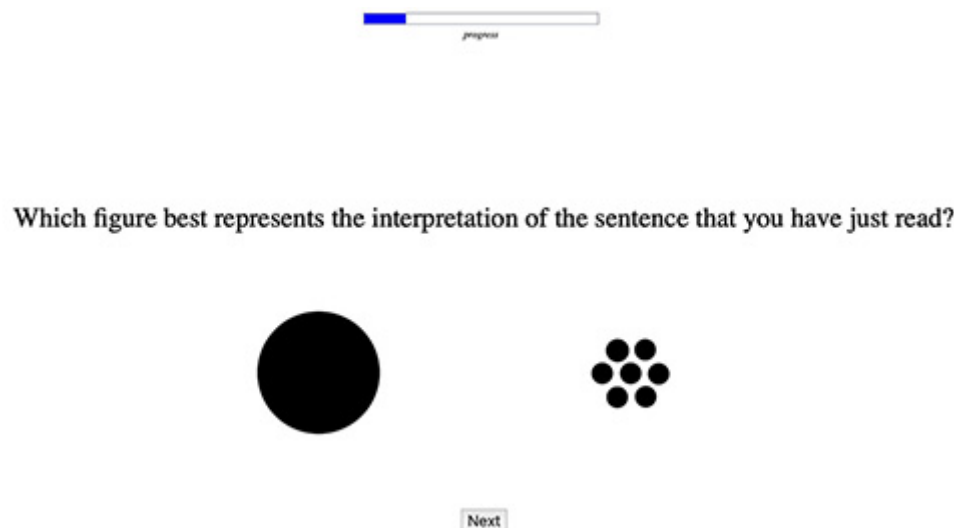 progress
Which figure best represents the interpretation of the sentence that you have just read?
Next